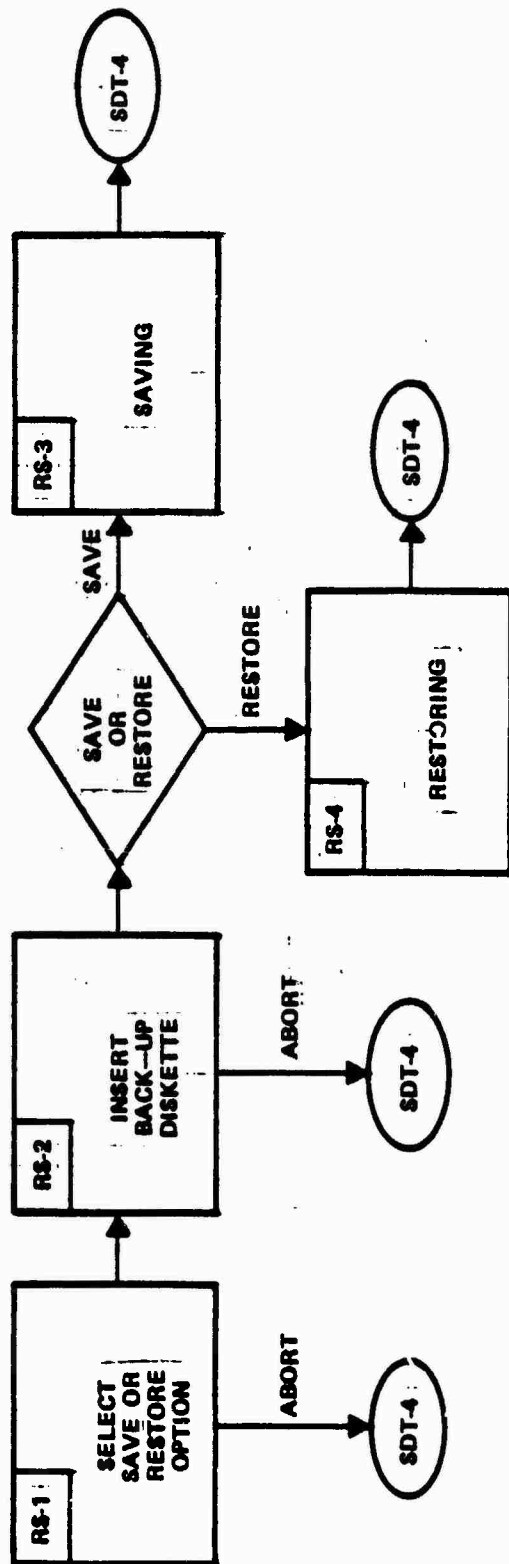 RS-1
SELECT
SAVE OR
RESTORE
OPTION
ABORT
SDT-4
RS-2
INSERT
BACK-UP
DISKETTE
ABORT
SDT-4
SAVE
OR
RESTORE
SAVE
RS-3
SAVING
SDT-4
RESTORE
RS-4
RESTORING
SDT-4